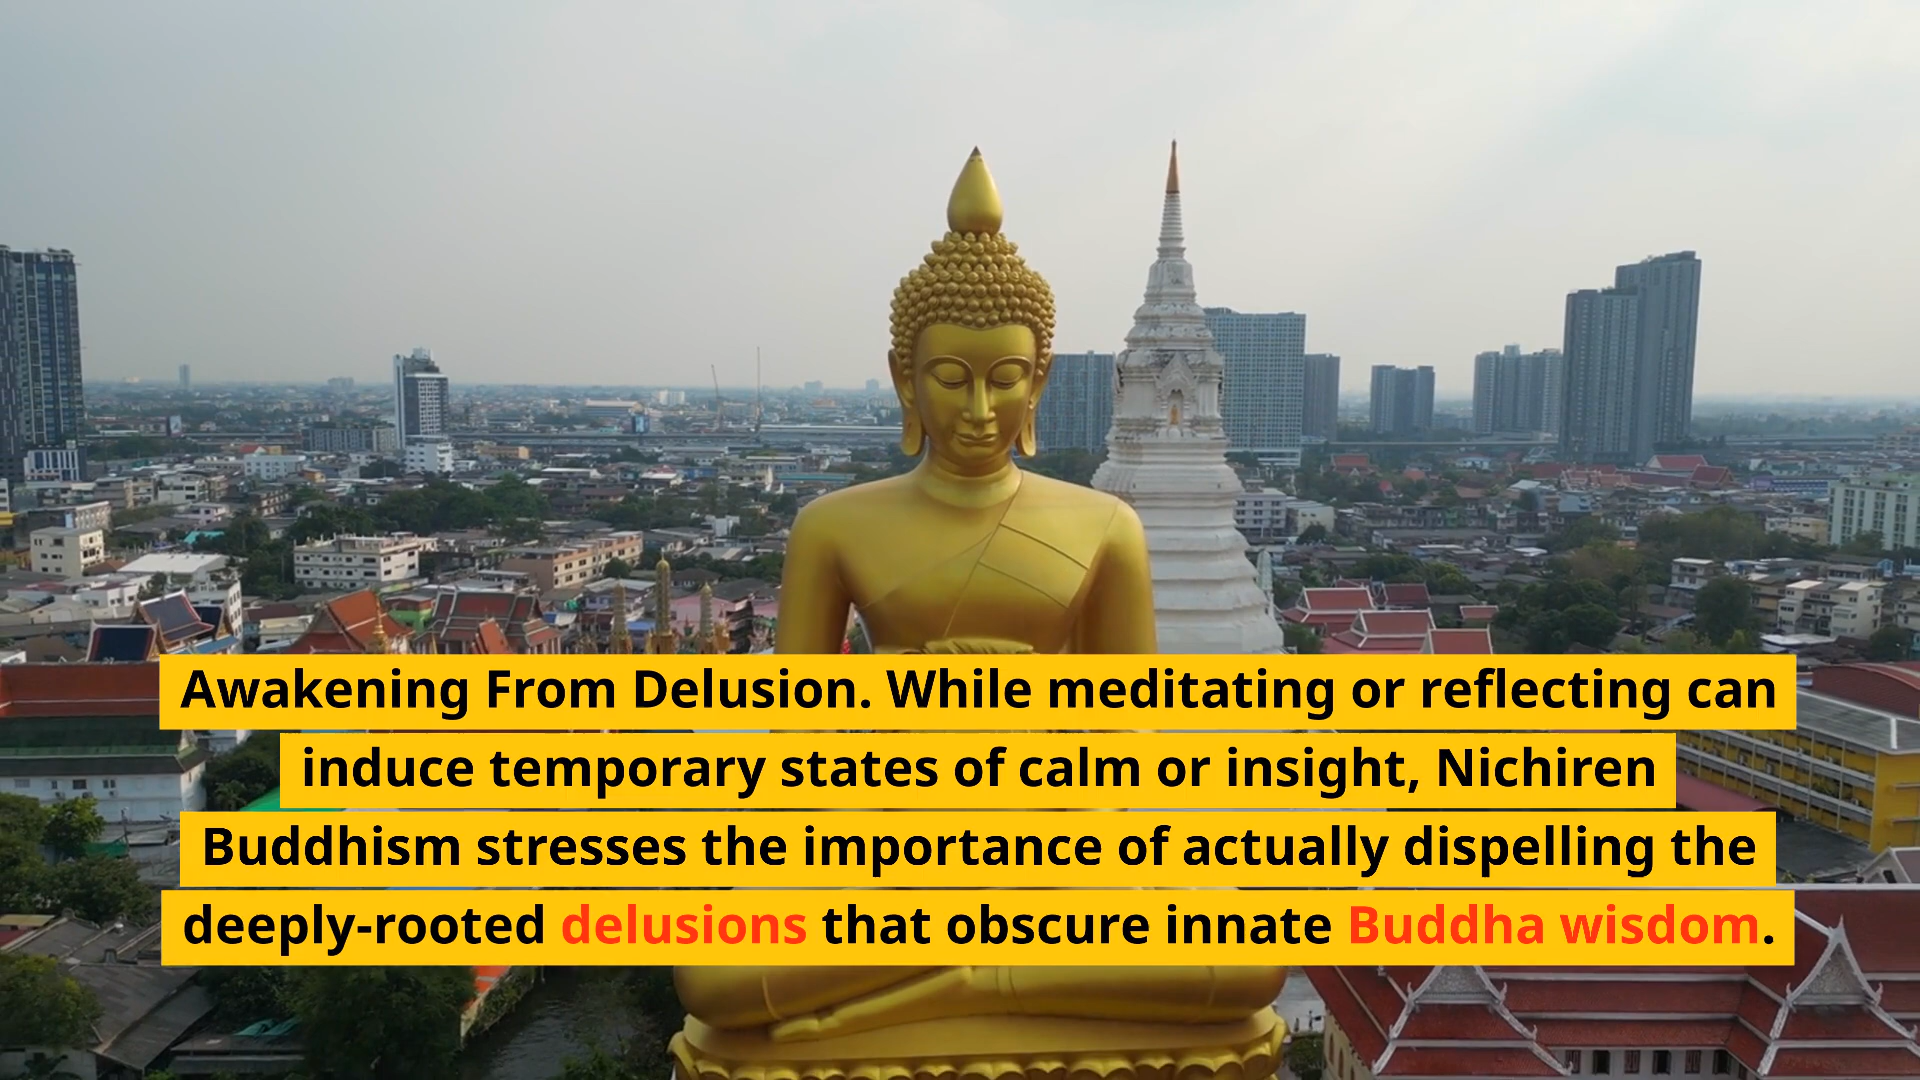 Awakening From Delusion. While meditating or reflecting can
induce temporary states of calm or insight, Nichiren
Buddhism stresses the importance of actually dispelling the
deeply-rooted delusions that obscure innate Buddha wisdom.